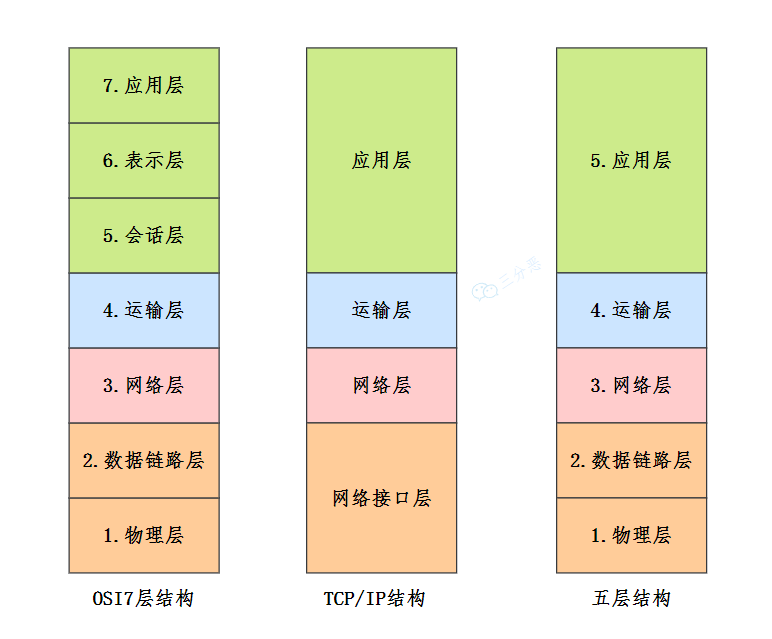 7.应用层
6.表示层
5.会话层
4.运输层
3.网络层
2.数据链路层
1.物理层
OSI7层结构
应用层
运输层
网络层
网络接口层
TCP/IP结构
5.应用层
4.运输层
3.网络层
2.数据链路层
1.物理层
五层结构
三分恶